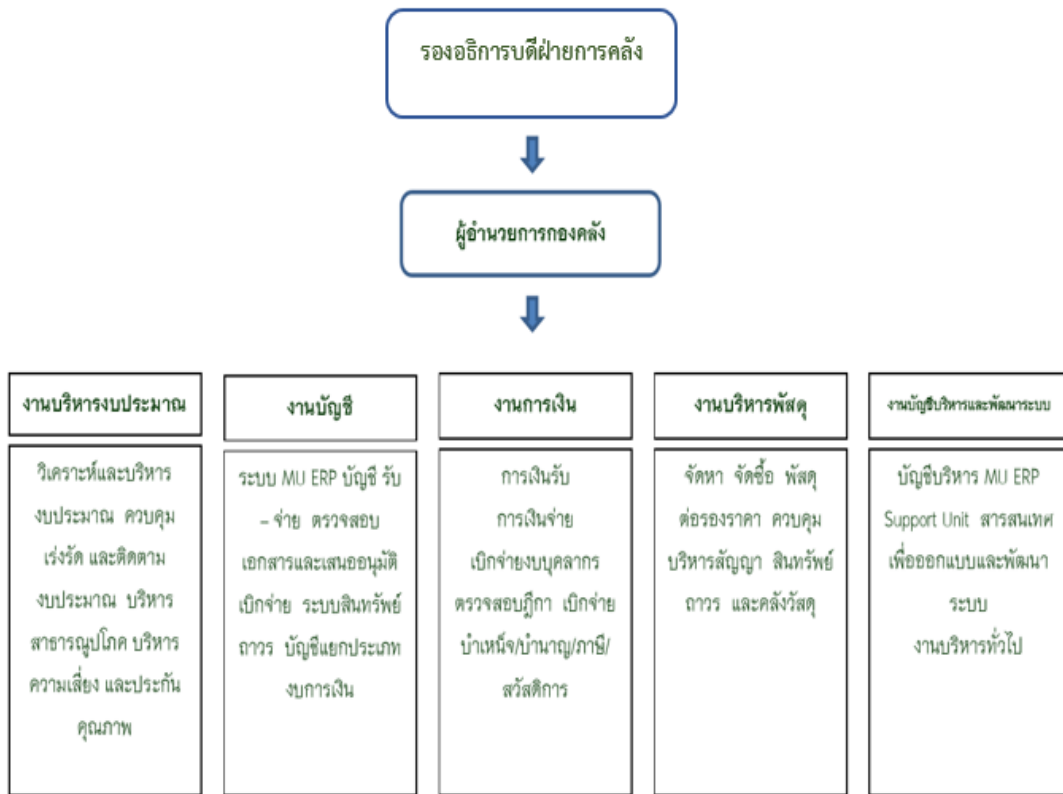 รองอธิการบดีฝ่ายการคลัง
ผู้อำนวยการกองคลัง
งานบริหารงบประมาณ
วิเคราะห์และบริหาร
งบประมาณ ควบคุม
เร่งรัด และติดตาม
งบประมาณ บริหาร
สาธารณูปโภค บริหาร
ความเสี่ยง และประกัน
คุณภาพ
งานบัญชี
ระบบ MU ERP บัญชี รับ
– จ่าย ตรวจสอบ
เอกสารและเสนออนุมัติ
เบิกจ่าย ระบบสินทรัพย์
ถาวร บัญชีแยกประเภท
งบการเงิน
งานการเงิน
การเงินรับ
การเงินจ่าย
เบิกจ่ายงบบุคลากร
ตรวจสอบฎีกา เบิกจ่าย
บำเหน็จ/บำนาญ/ภาษี/
สวัสดิการ
งานบริหารพัสดุ
จัดหา จัดซื้อ พัสดุ
ต่อรองราคา ควบคุม
บริหารสัญญา สินทรัพย์
ถาวร และคลังวัสดุ
งานบัญชีบริหารและพัฒนาระบบ
บัญชีบริหาร MU ERP
Support Unit สารสนเทศ
เพื่อออกแบบและพัฒนา
ระบบ
งานบริหารทั่วไป